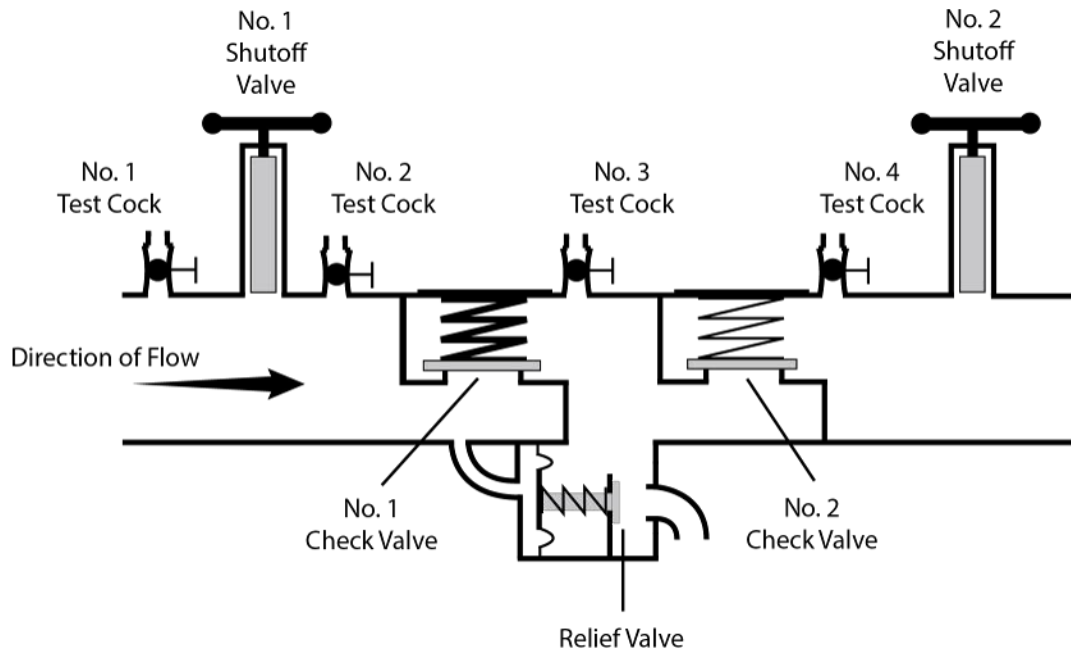 No. 1
Shutoff
Valve
No. 2
Shutoff
Valve
No. 1
Test Cock
No. 2
Test Cock
No. 3
Test Cock
No. 4
Test Cock
Direction of Flow
No. 1
Check Valve
No. 2
Check Valve
Relief Valve